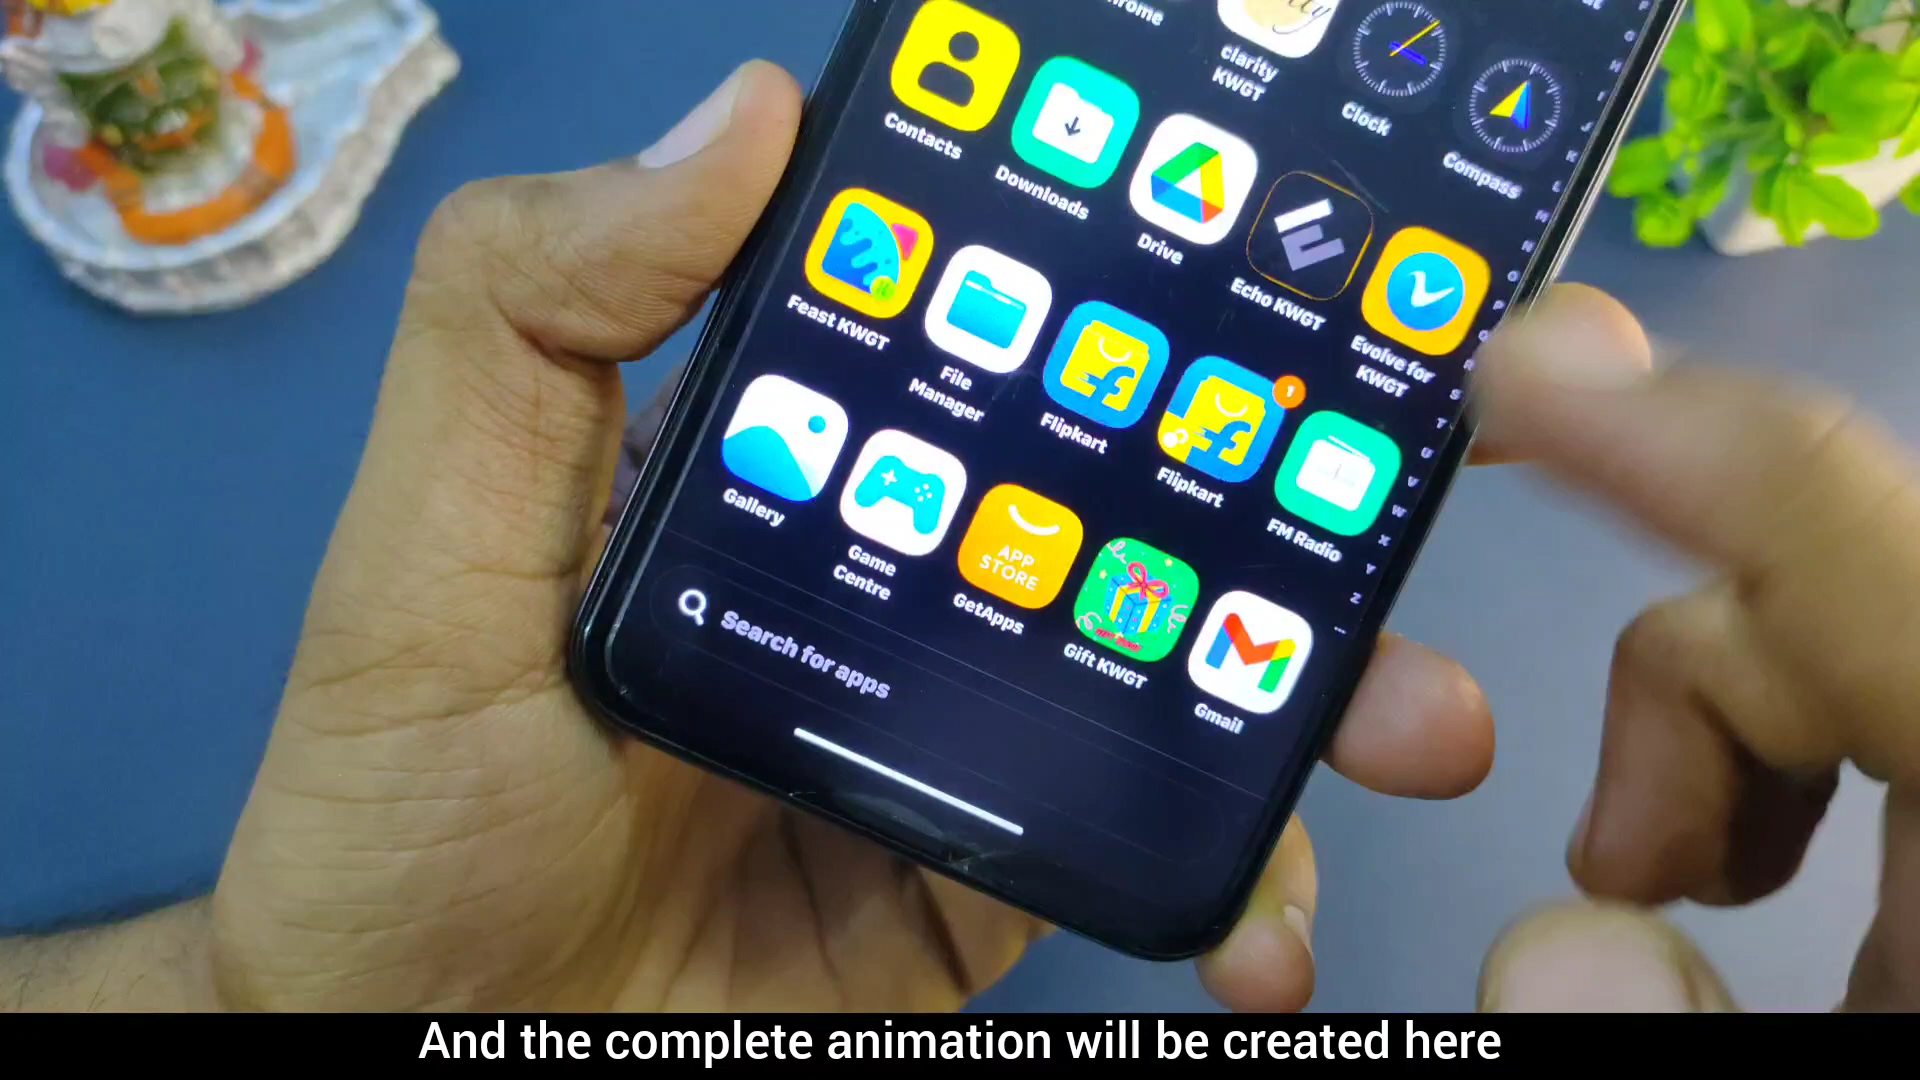 clarity
KWGT
Clock
Compass
Contacts
Downloads
Drive
Echo KWGT
Evolve for
KWGT
Feast KWGT
File
Manager
Flipkart
Flipkart
1
FM Radio
Gallery
Game
Centre
APP
STORE
GetApps
Gift KWGT
Gmail
Search for apps
And the complete animation will be created here